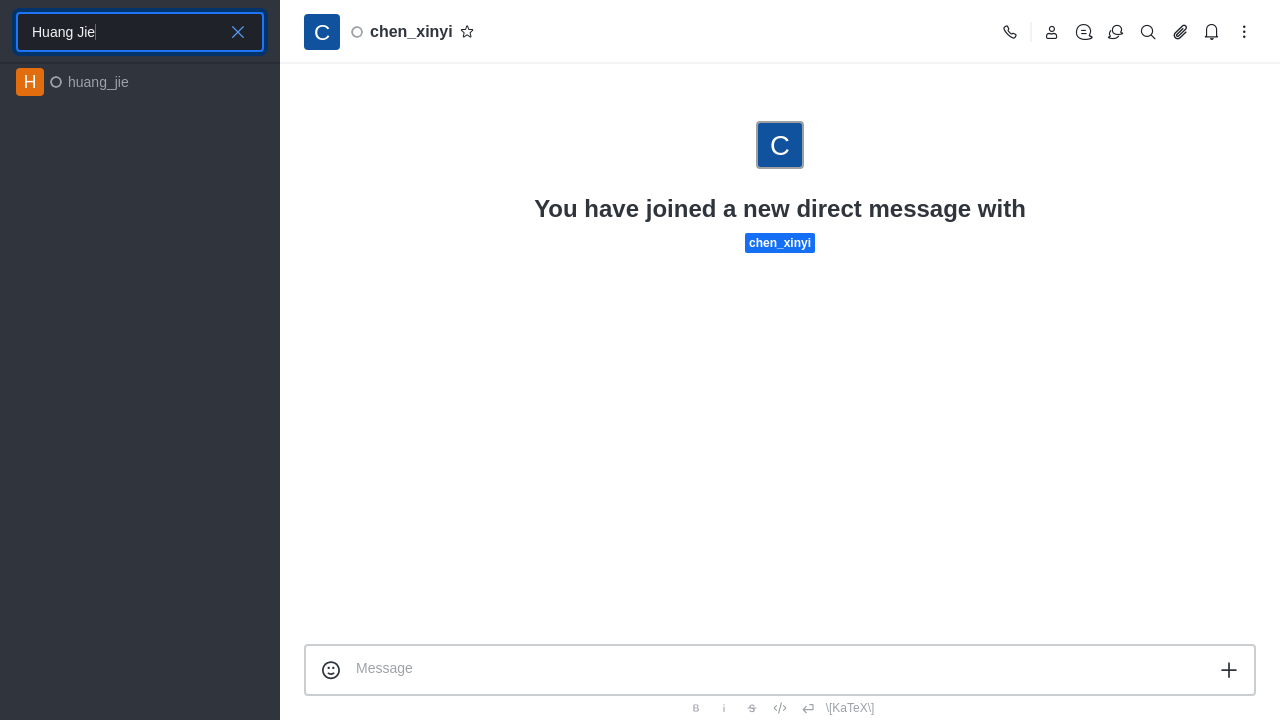 Huang Jie
H huang_jie
C chen_xinyi
C
You have joined a new direct message with
chen_xinyi
Message
B i S \[KaTeX\]